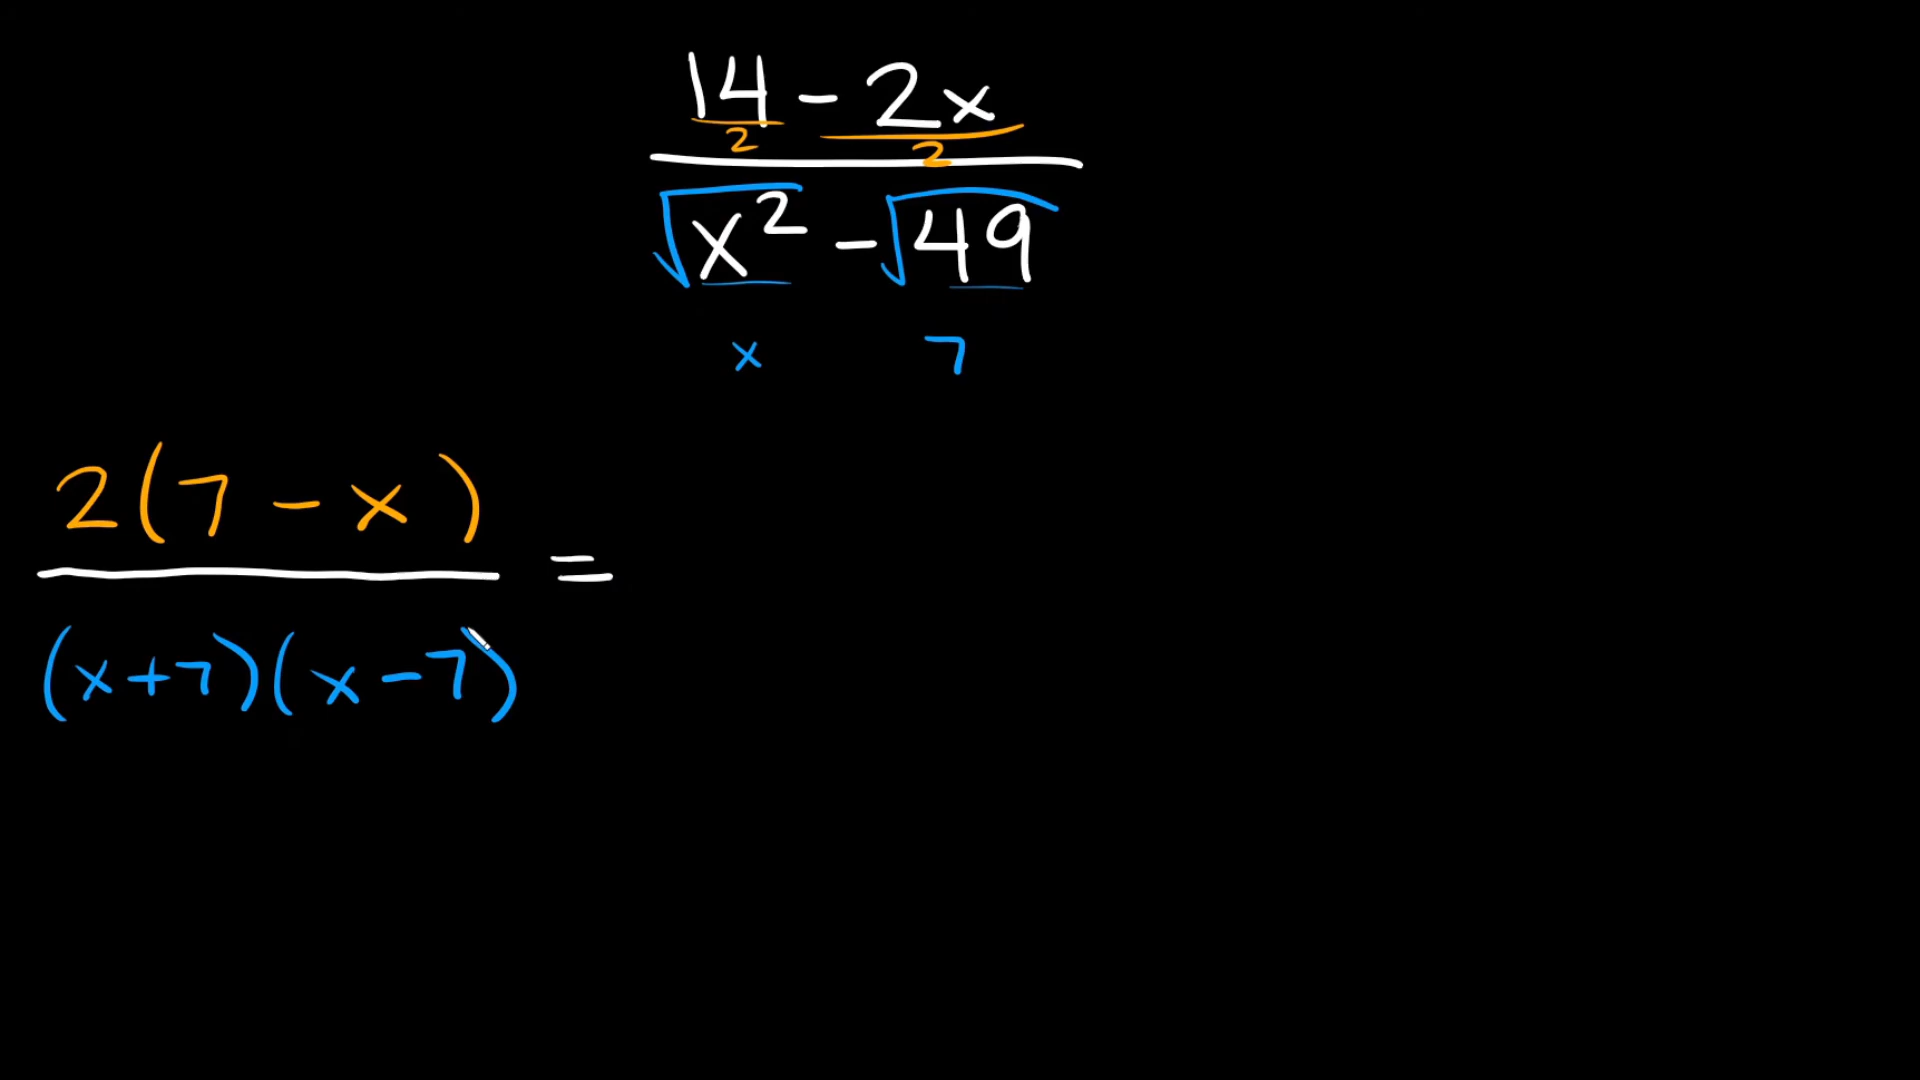 14 - 2x
2 2
√x² - √49
x 7
2(7 - x)
=
(x+7)(x-7)